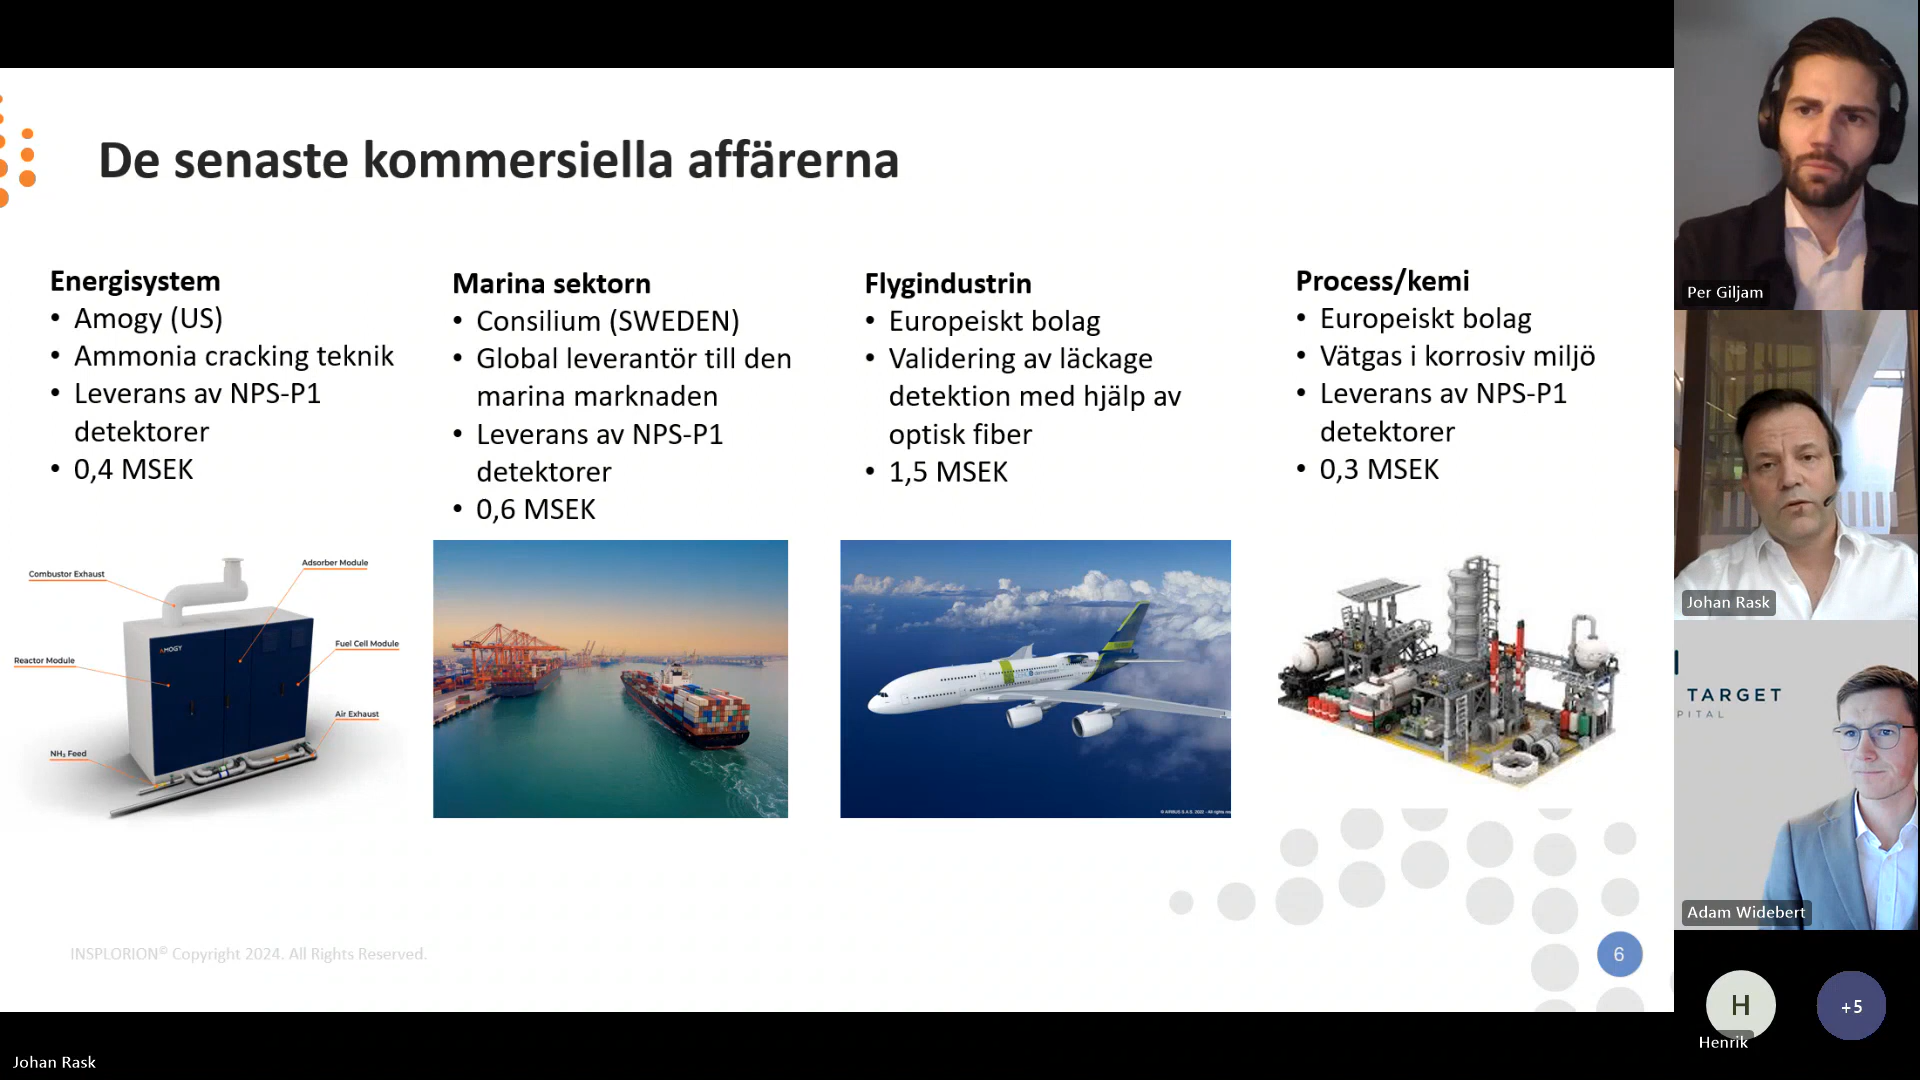 De senaste kommersiella affärerna
Energisystem
• Amogy (US)
• Ammonia cracking teknik
• Leverans av NPS-P1
detektorer
• 0,4 MSEK
Marina sektorn
• Consilium (SWEDEN)
• Global leverantör till den
marina marknaden
• Leverans av NPS-P1
detektorer
• 0,6 MSEK
Flygindustrin
• Europeiskt bolag
• Validering av läckage
detektion med hjälp av
optisk fiber
• 1,5 MSEK
Process/kemi
• Europeiskt bolag
• Vätgas i korrosiv miljö
• Leverans av NPS-P1
detektorer
• 0,3 MSEK
Combustor Exhaust
Adsorber Module
AMOGY
Fuel Cell Module
Reactor Module
Air Exhaust
NH₃ Feed
INSPLORION© Copyright 2024. All Rights Reserved.
6
Per Giljam
Johan Rask
TARGET
PITAL
Adam Widebert
H
Henrik
+5
Johan Rask